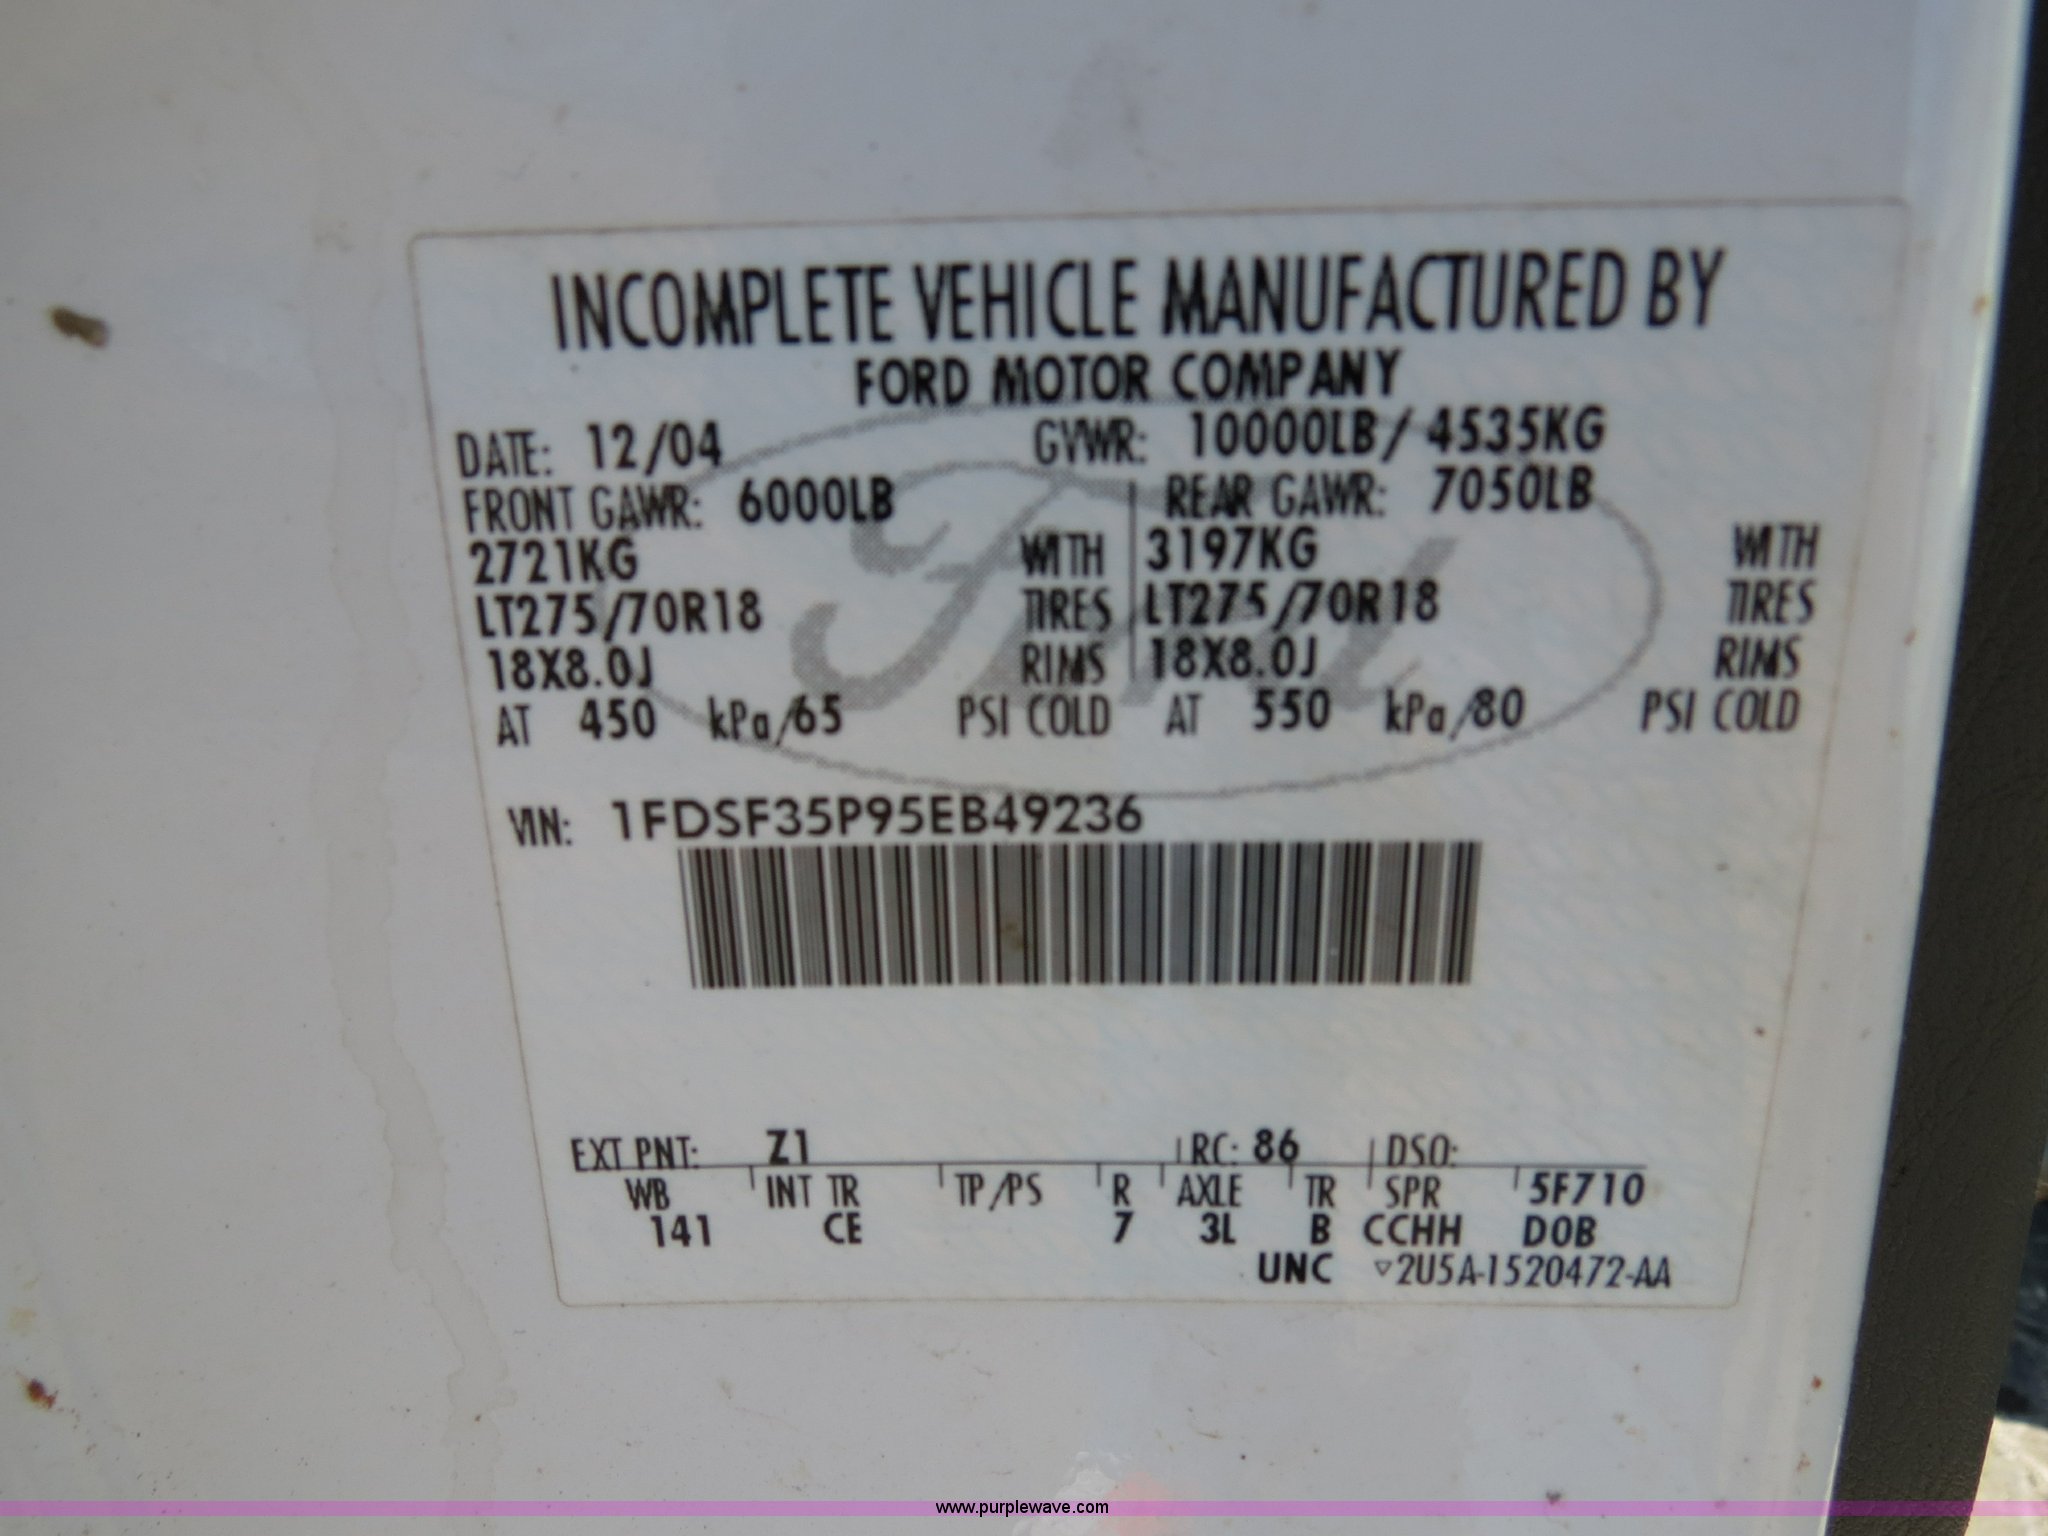 INCOMPLETE VEHICLE MANUFACTURED BY
FORD MOTOR COMPANY
DATE: 12/04 GVWR: 10000LB/ 4535KG
FRONT GAWR: 6000LB REAR GAWR: 7050LB
2721KG WITH 3197KG WITH
LT275/70R18 TIRES LT275/70R18 TIRES
18X8.0J RIMS 18X8.0J RIMS
AT 450 kPa/65 PSI COLD AT 550 kPa/80 PSI COLD
Ford
VIN: 1FDSF35P95EB49236
EXT PNT: Z1 RC: 86 DSO:
WB INT TR TP/PS R AXLE TR SPR 5F710
141 CE 7 3L B CCHH D0B
UNC ▽2U5A-1520472-AA
www.purplewave.com